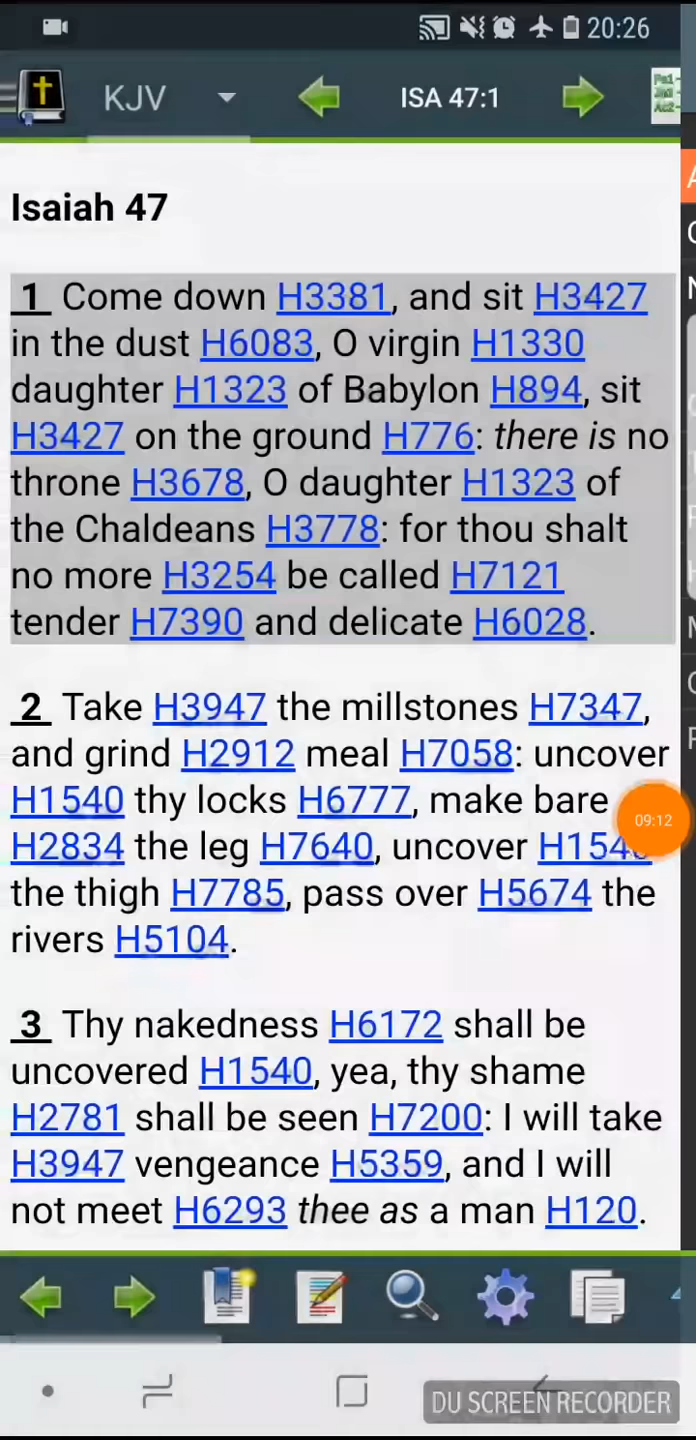 20:26
KJV
ISA 47:1
Isaiah 47
1 Come down H3381, and sit H3427
in the dust H6083, O virgin H1330
daughter H1323 of Babylon H894, sit
H3427 on the ground H776: there is no
throne H3678, O daughter H1323 of
the Chaldeans H3778: for thou shalt
no more H3254 be called H7121
tender H7390 and delicate H6028.
2 Take H3947 the millstones H7347,
and grind H2912 meal H7058: uncover
H1540 thy locks H6777, make bare
H2834 the leg H7640, uncover
the thigh H7785, pass over H5674 the
rivers H5104.
09:12
3 Thy nakedness H6172 shall be
uncovered H1540, yea, thy shame
H2781 shall be seen H7200: I will take
H3947 vengeance H5359, and I will
not meet H6293 thee as a man H120.
DU SCREEN RECORDER